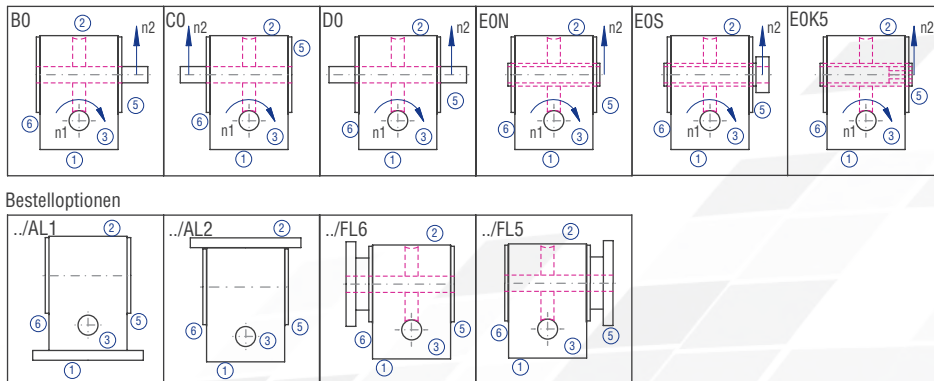 B0 C0 D0 E0N E0S E0K5
2 n2 2 2 n2 2 n2 2 n2 2 n2
5
n2
5 5 5 5
6 6 6 6 6 6
n1 3 n1 3 n1 3 n1 3 n1 3 n1 3
1 1 1 1 1 1
Bestelloptionen
../AL1 ../AL2 ../FL6 ../FL5
2 2 2 2
6 5 6 5 6 5 6 5
3 3 3 3
1 1 1 1